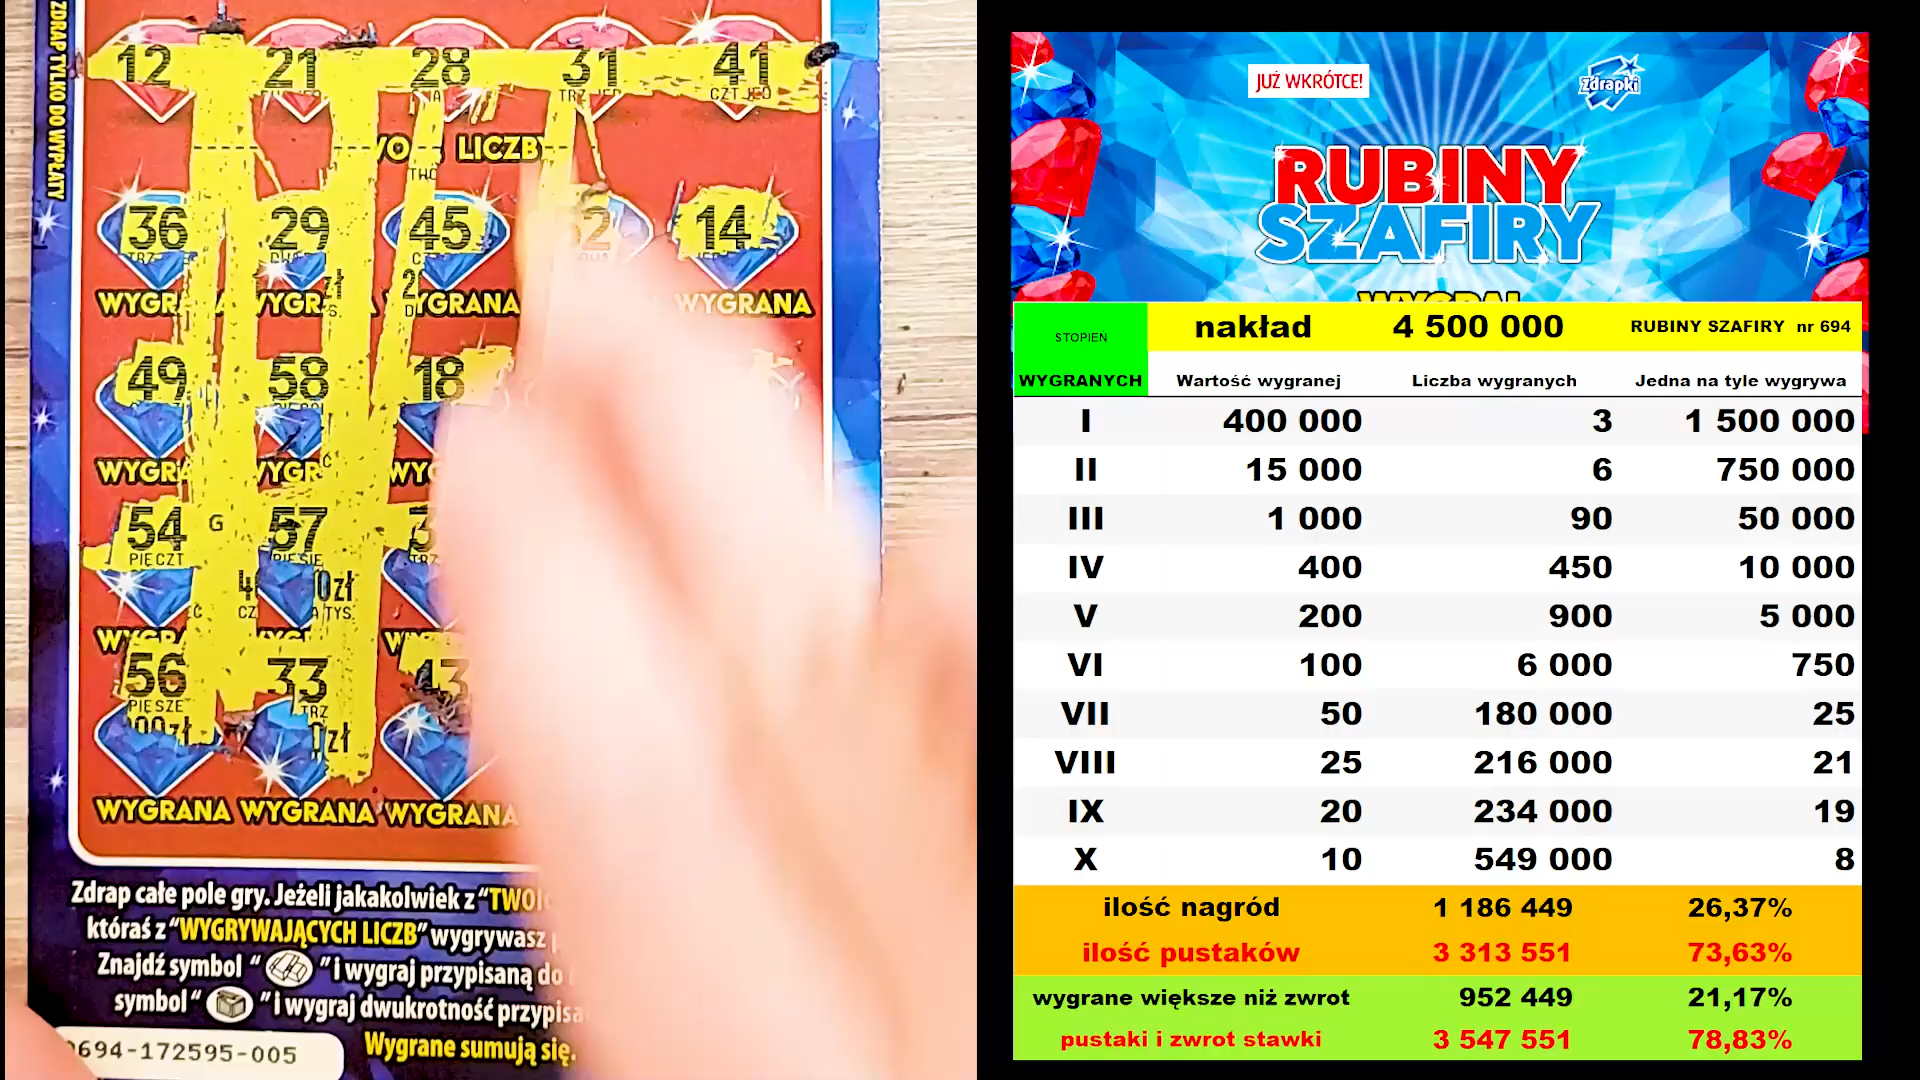 ZDRAP TYLKO DO WYPŁATY
12 21 28 31 41
LICZBY
36 29 45 14
WYGRANA
49 58 18
54 G 57
PIĘCZT PIĘSIE
56 33 43
PIĘSZE TRZ
WYGRANA WYGRANA WYGRANA
Zdrap całe pole gry. Jeżeli jakakolwiek z
któraś z "WYGRYWAJĄCYCH LICZB" wygrywasz
Znajdź symbol " " i wygraj przypisaną do
symbol " " i wygraj dwukrotność
Wygrane sumują się.
694-172595-005
JUŻ WKRÓTCE!
Zdrapki
RUBINY
SZAFIRY
STOPIEŃ nakład 4 500 000 RUBINY SZAFIRY nr 694
WYGRANYCH Wartość wygranej Liczba wygranych Jedna na tyle wygrywa
I 400 000 3 1 500 000
II 15 000 6 750 000
III 1 000 90 50 000
IV 400 450 10 000
V 200 900 5 000
VI 100 6 000 750
VII 50 180 000 25
VIII 25 216 000 21
IX 20 234 000 19
X 10 549 000 8
ilość nagród 1 186 449 26,37%
ilość pustaków 3 313 551 73,63%
wygrane większe niż zwrot 952 449 21,17%
pustaki i zwrot stawki 3 547 551 78,83%